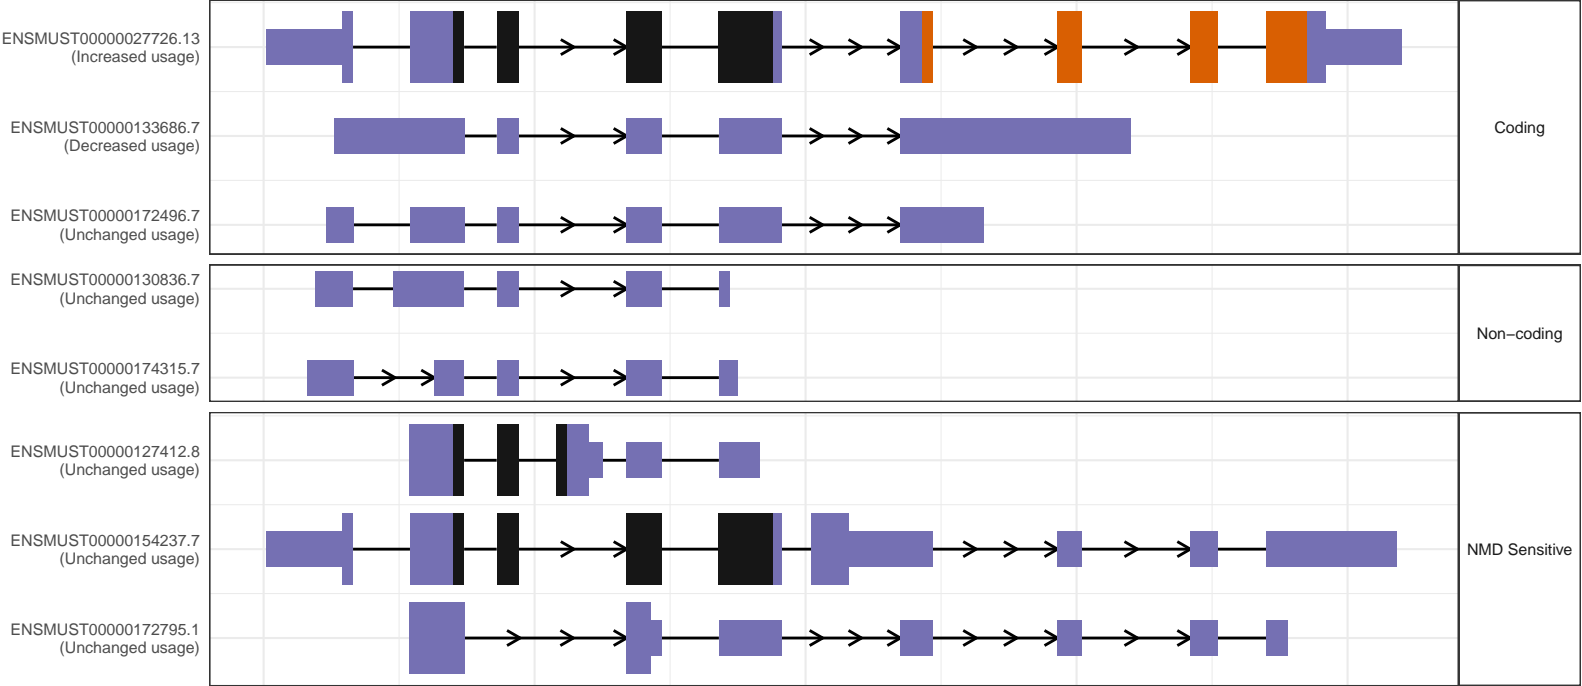 ENSMUST00000027726.13
(Increased usage)
ENSMUST00000133686.7
(Decreased usage)
Coding
ENSMUST00000172496.7
(Unchanged usage)
ENSMUST00000130836.7
(Unchanged usage)
Non−coding
ENSMUST00000174315.7
(Unchanged usage)
ENSMUST00000127412.8
(Unchanged usage)
ENSMUST00000154237.7
(Unchanged usage)
NMD Sensitive
ENSMUST00000172795.1
(Unchanged usage)